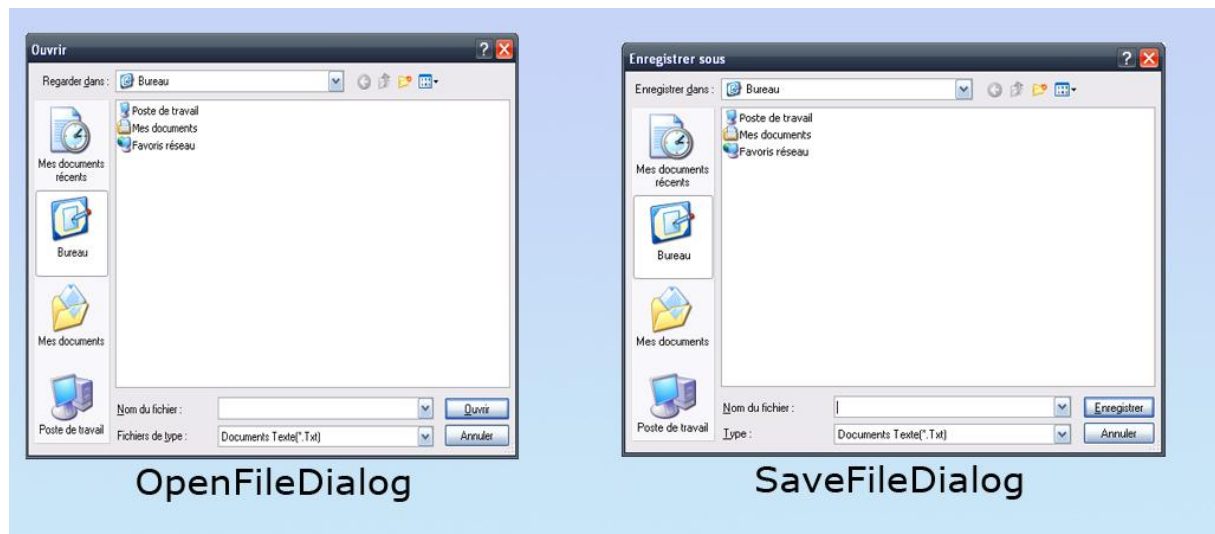 Ouvrir
Regarder dans :
Bureau
Poste de travail
Mes documents
Favoris réseau
Mes documents
récents
Bureau
Mes documents
Poste de travail
Nom du fichier :
Ouvrir
Fichiers de type :
Documents Texte(*.Txt)
Annuler
OpenFileDialog
Enregistrer sous
Enregistrer dans :
Bureau
Poste de travail
Mes documents
Favoris réseau
Mes documents
récents
Bureau
Mes documents
Poste de travail
Nom du fichier :
Enregistrer
Type :
Documents Texte(*.Txt)
Annuler
SaveFileDialog